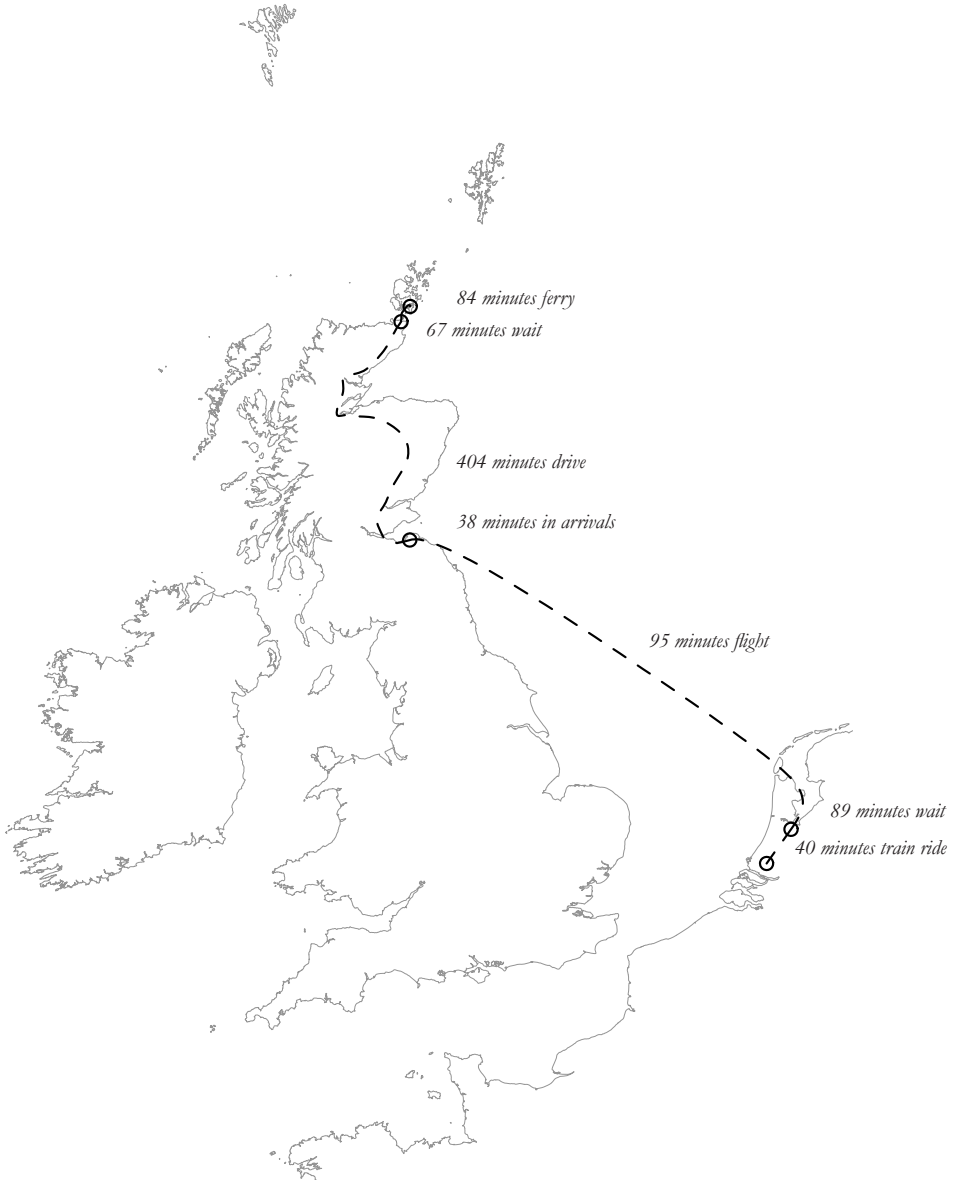 84 minutes ferry
67 minutes wait
404 minutes drive
38 minutes in arrivals
95 minutes flight
89 minutes wait
40 minutes train ride